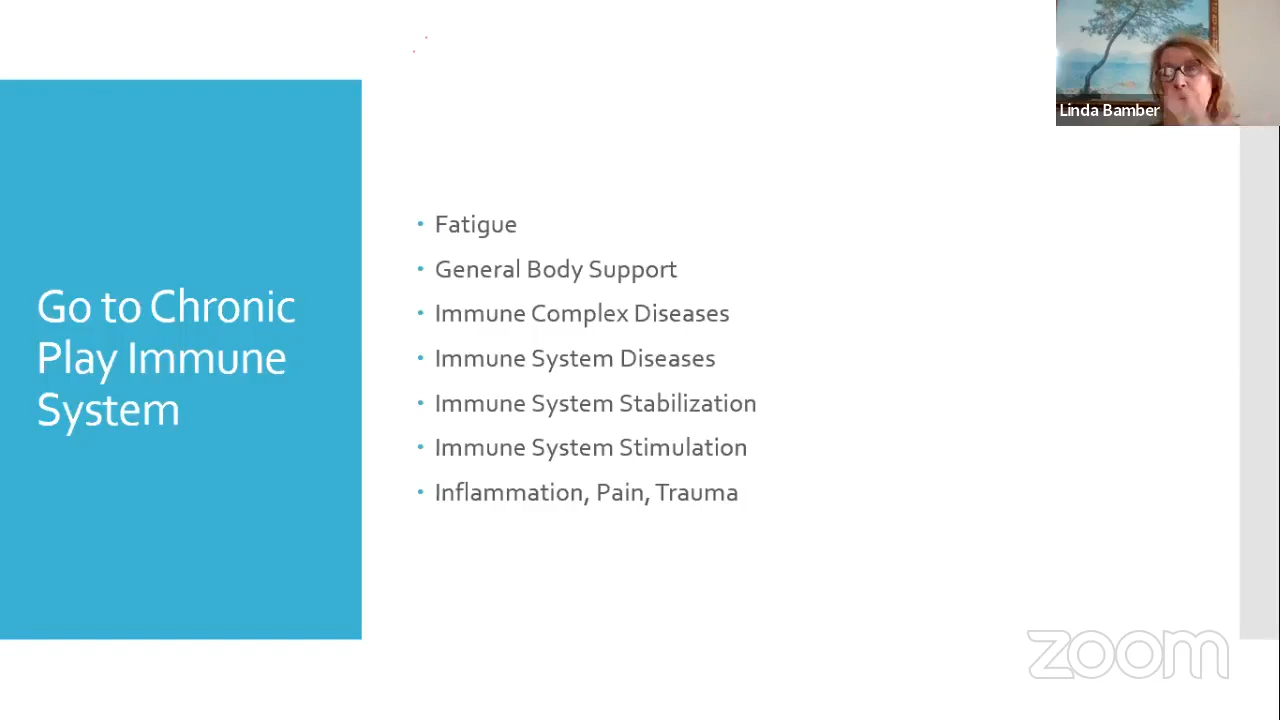 Linda Bamber
Go to Chronic
Play Immune
System
• Fatigue
• General Body Support
• Immune Complex Diseases
• Immune System Diseases
• Immune System Stabilization
• Immune System Stimulation
• Inflammation, Pain, Trauma
zoom